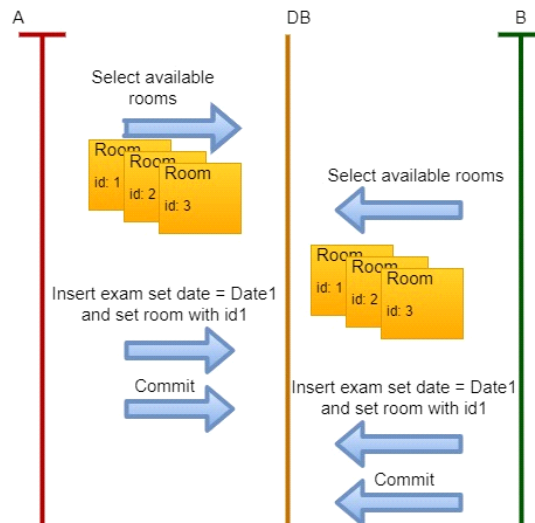 A
DB
B
Select available
rooms
Room
id: 1
Room
id: 2
Room
id: 3
Select available rooms
Room
id: 1
Room
id: 2
Room
id: 3
Insert exam set date = Date1
and set room with id1
Commit
Insert exam set date = Date1
and set room with id1
Commit